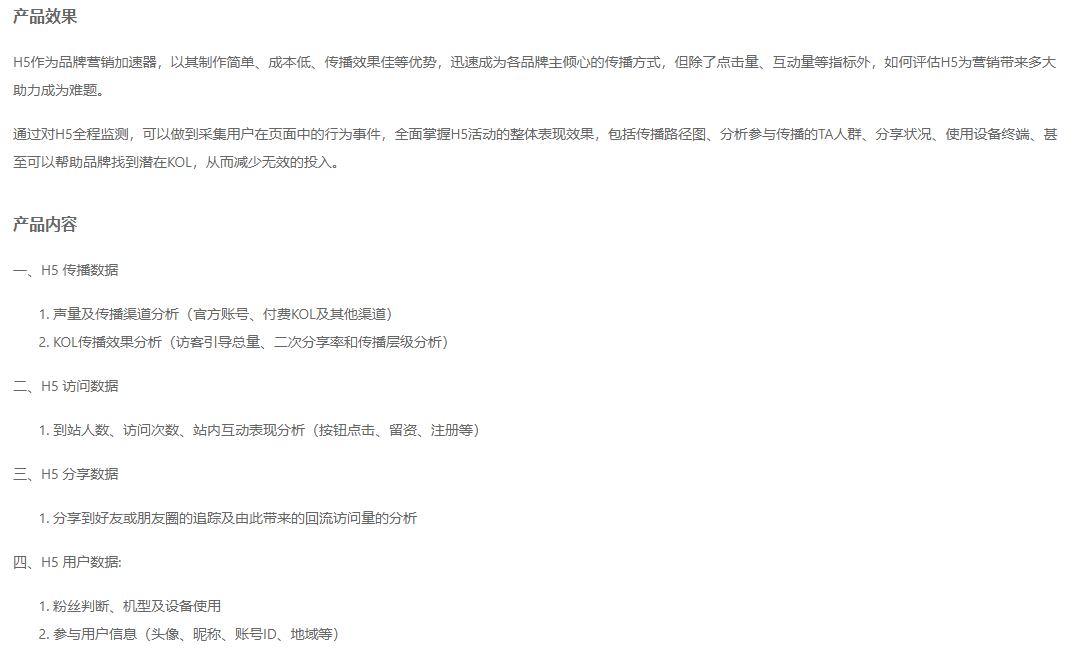 产品效果
H5作为品牌营销加速器，以其制作简单、成本低、传播效果佳等优势，迅速成为各品牌主倾心的传播方式，但除了点击量、互动量等指标外，如何评估H5为营销带来多大
助力成为难题。
通过对H5全程监测，可以做到采集用户在页面中的行为事件，全面掌握H5活动的整体表现效果，包括传播路径图、分析参与传播的TA人群、分享状况、使用设备终端、甚
至可以帮助品牌找到潜在KOL，从而减少无效的投入。
产品内容
一、H5 传播数据
1. 声量及传播渠道分析（官方账号、付费KOL及其他渠道）
2. KOL传播效果分析（访客引导总量、二次分享率和传播层级分析）
二、H5 访问数据
1. 到站人数、访问次数、站内互动表现分析（按钮点击、留资、注册等）
三、H5 分享数据
1. 分享到好友或朋友圈的追踪及由此带来的回流访问量的分析
四、H5 用户数据:
1. 粉丝判断、机型及设备使用
2. 参与用户信息（头像、昵称、账号ID、地域等）